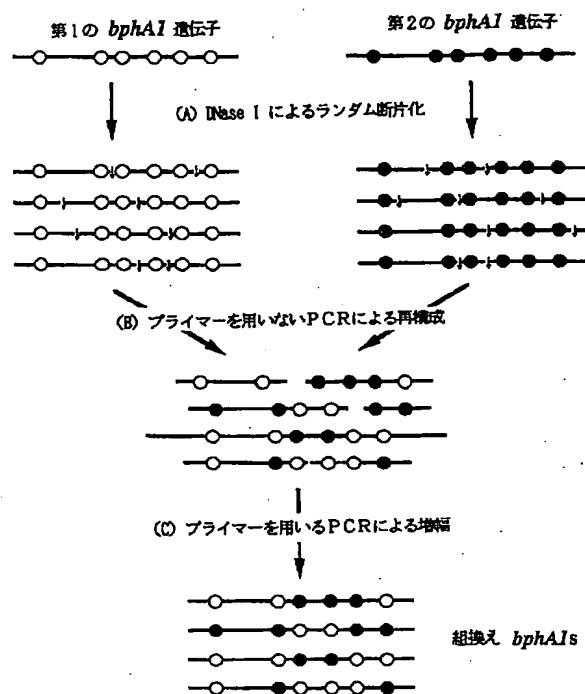 第1の bphA1 遺伝子
第2の bphA1 遺伝子
(A) DNase I によるランダム断片化
(B) プライマーを用いないPCRによる再構成
(C) プライマーを用いるPCRによる増幅
組換え bphA1s